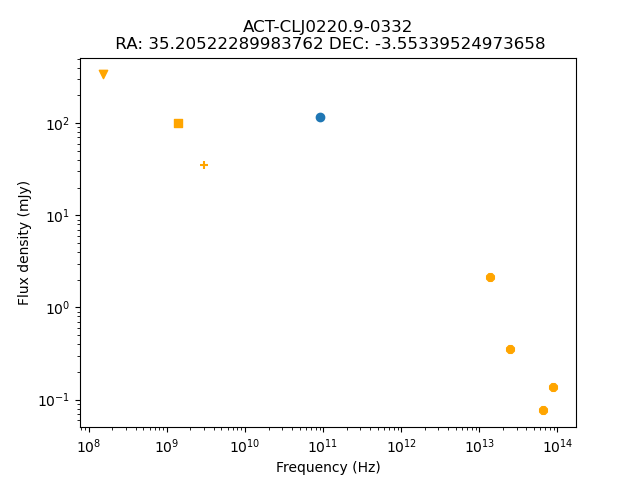 ACT-CLJ0220.9-0332
RA: 35.20522289983762 DEC: -3.55339524973658
Flux density (mJy)
10²
10¹
10⁰
10⁻¹
10⁸ 10⁹ 10¹⁰ 10¹¹ 10¹² 10¹³ 10¹⁴
Frequency (Hz)